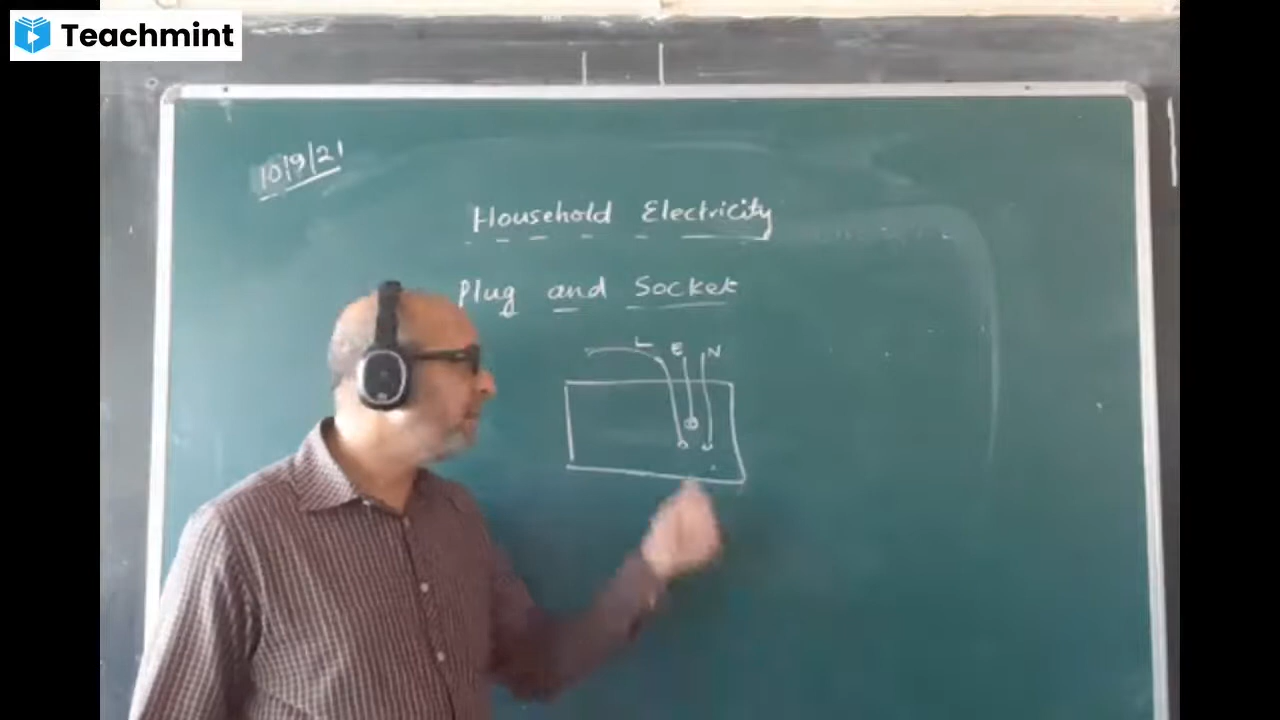 Teachmint
10/9/21
Household Electricity
Plug and Socket
L E N